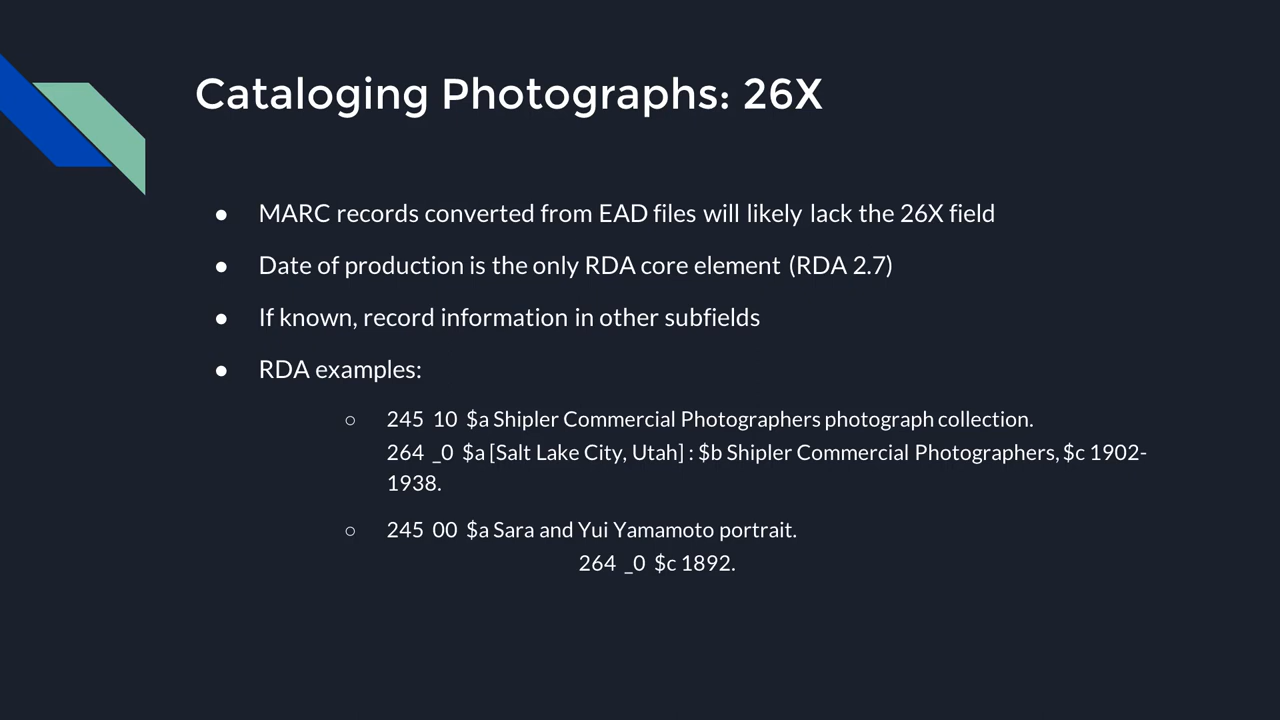 Cataloging Photographs: 26X
● MARC records converted from EAD files will likely lack the 26X field
● Date of production is the only RDA core element (RDA 2.7)
● If known, record information in other subfields
● RDA examples:
○ 245 10 $a Shipler Commercial Photographers photograph collection.
264 _0 $a [Salt Lake City, Utah] : $b Shipler Commercial Photographers, $c 1902-
1938.
○ 245 00 $a Sara and Yui Yamamoto portrait.
264 _0 $c 1892.